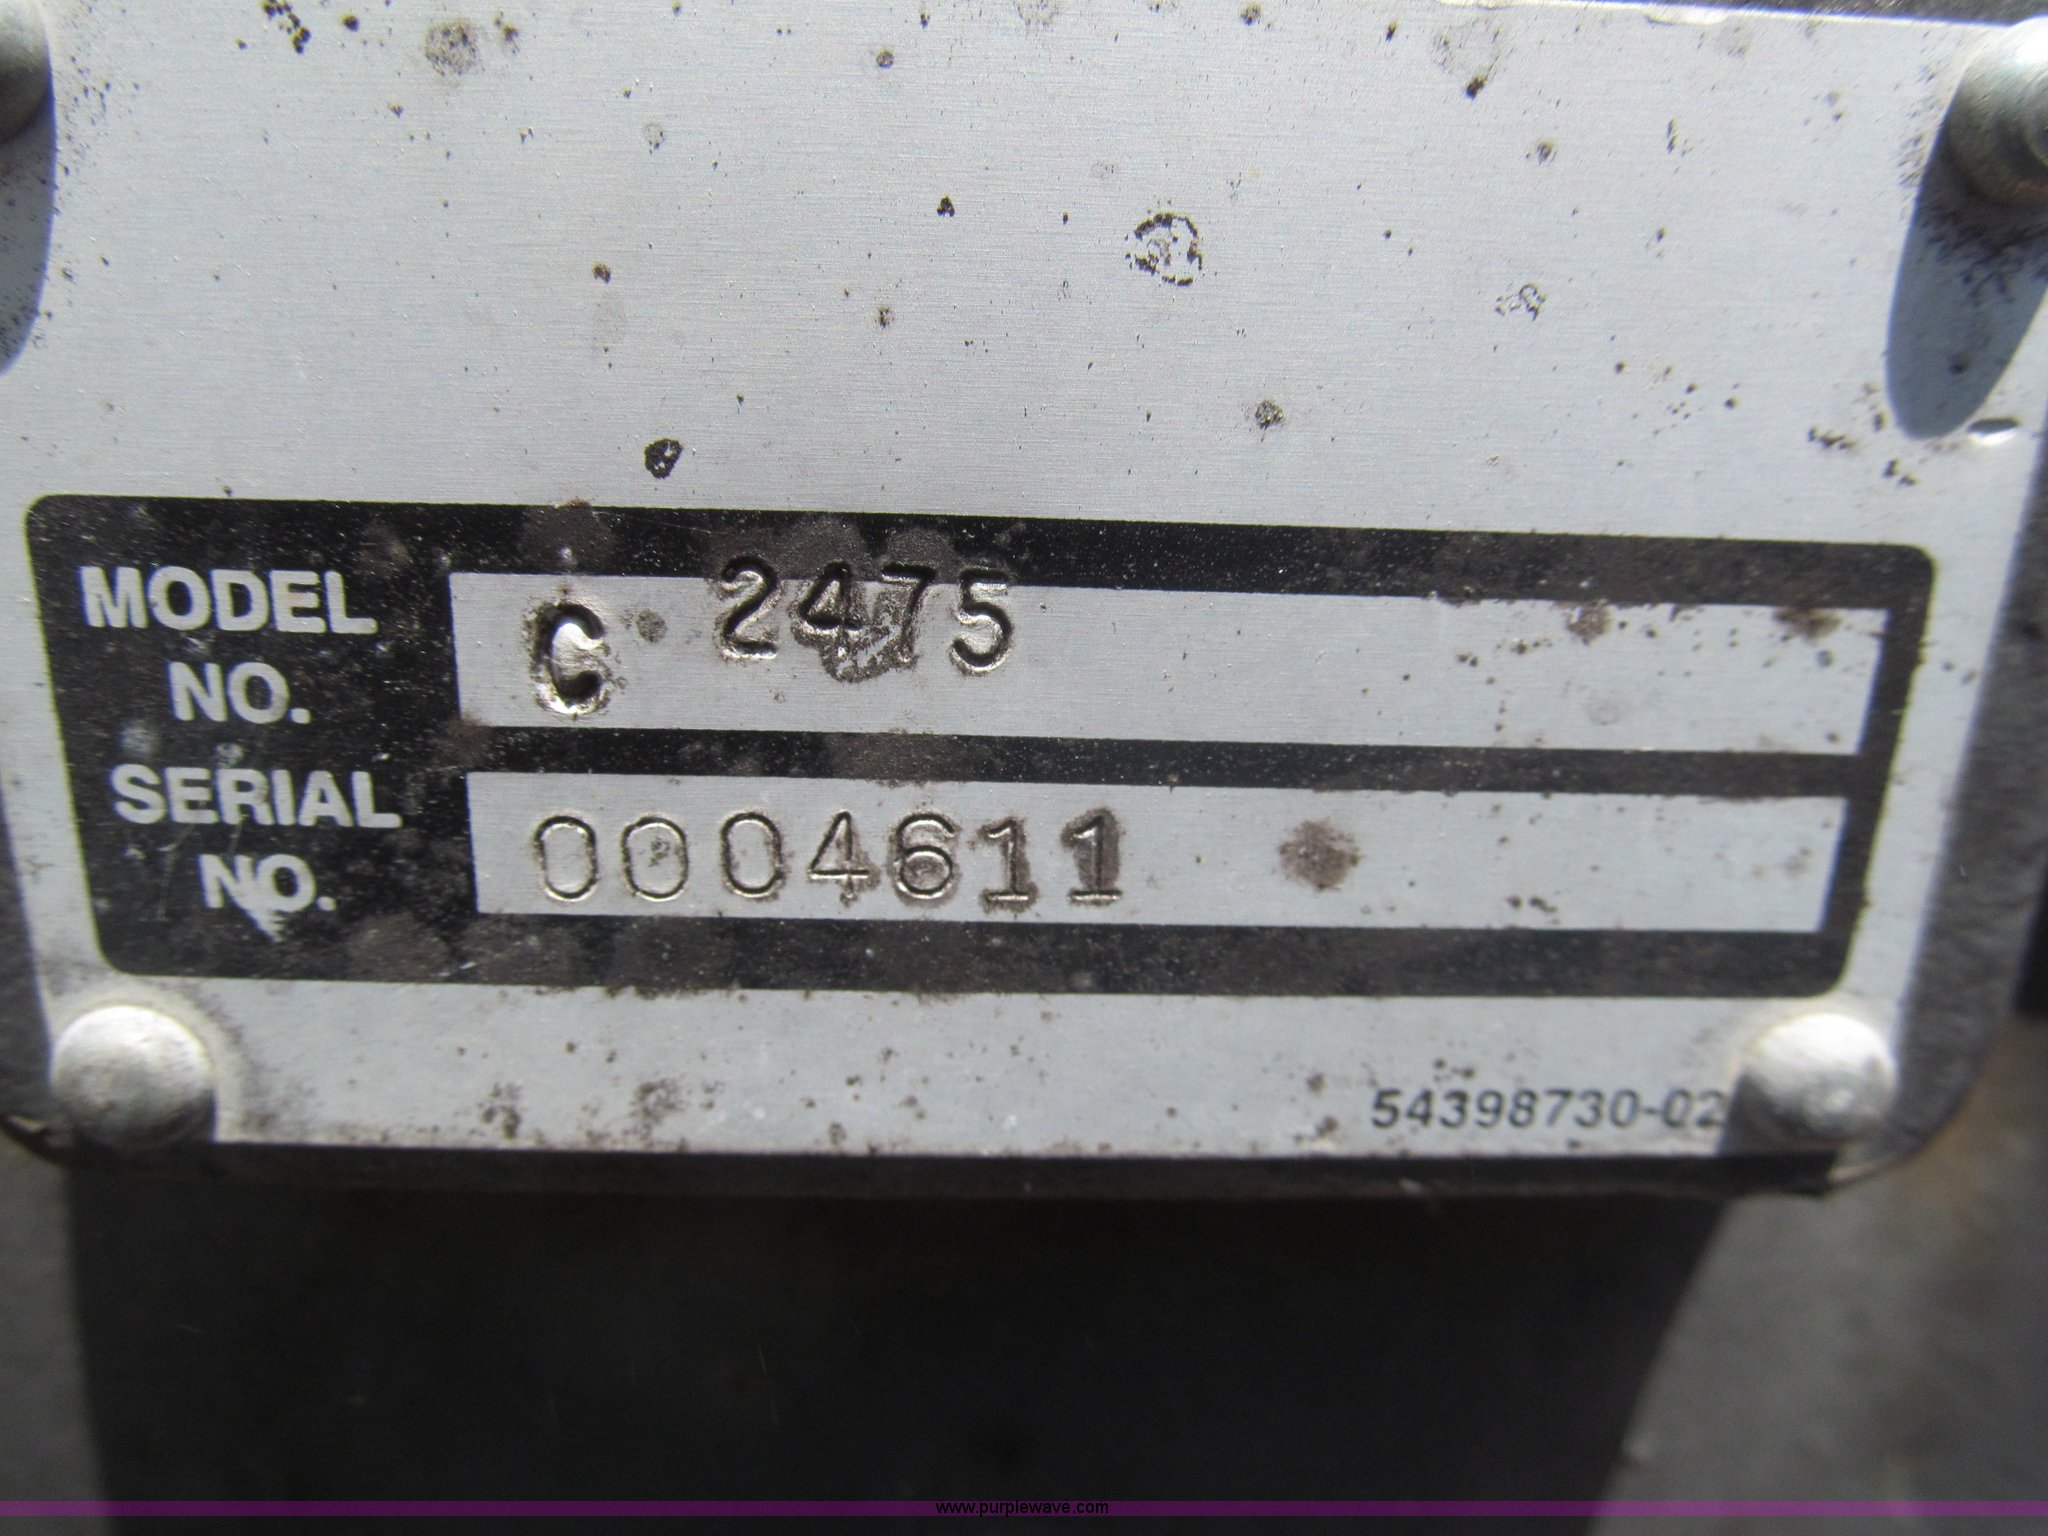 MODEL NO. C 2475
SERIAL NO. 0004611
54398730-02
www.purplewave.com